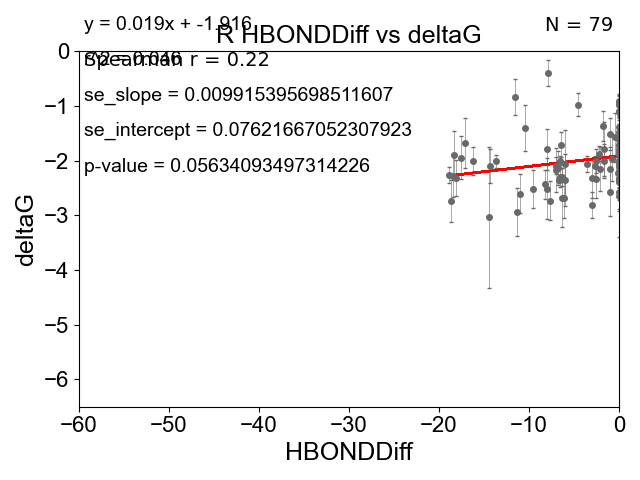 y = 0.019x + -1.916
N = 79
R HBONDDiff vs deltaG
r^2 = 0.046
Spearman r = 0.22
se_slope = 0.009915395698511607
se_intercept = 0.07621667052307923
p-value = 0.05634093497314226
0
−1
−2
−3
−4
−5
−6
deltaG
−60
−50
−40
−30
−20
−10
0
HBONDDiff